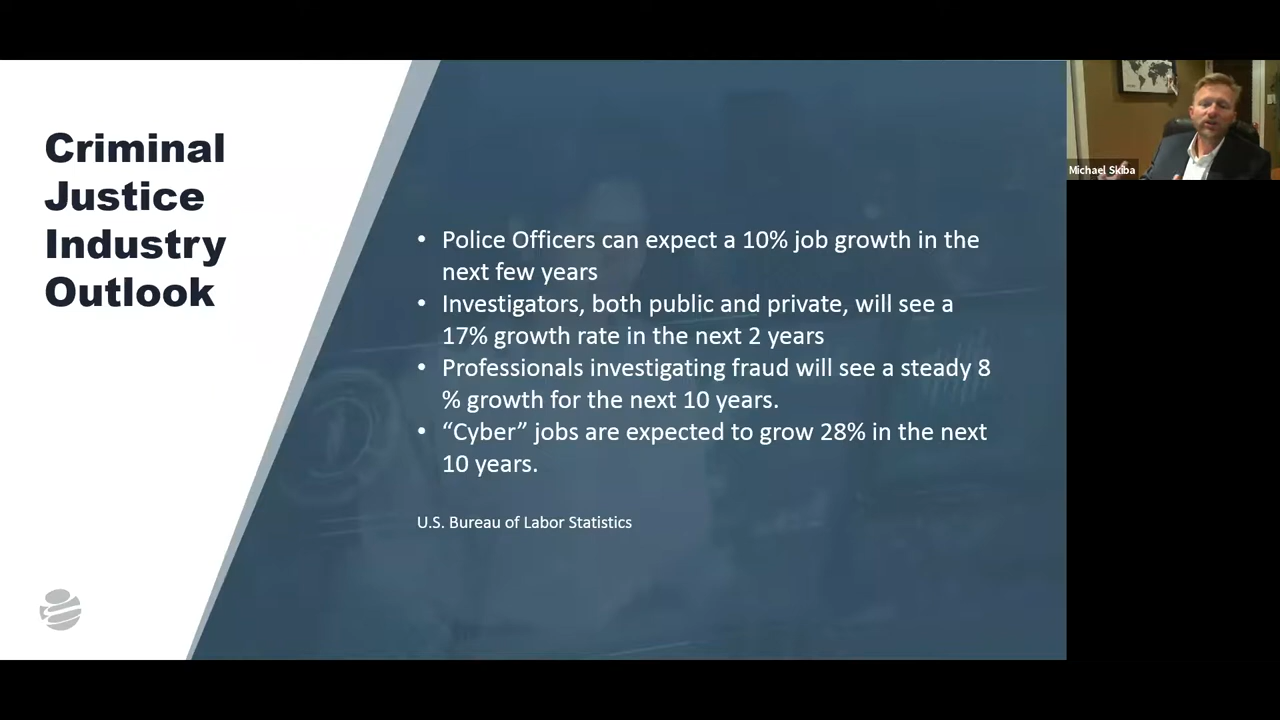 Criminal
Justice
Industry
Outlook
• Police Officers can expect a 10% job growth in the
next few years
• Investigators, both public and private, will see a
17% growth rate in the next 2 years
• Professionals investigating fraud will see a steady 8
% growth for the next 10 years.
• “Cyber” jobs are expected to grow 28% in the next
10 years.
U.S. Bureau of Labor Statistics
Michael Skiba